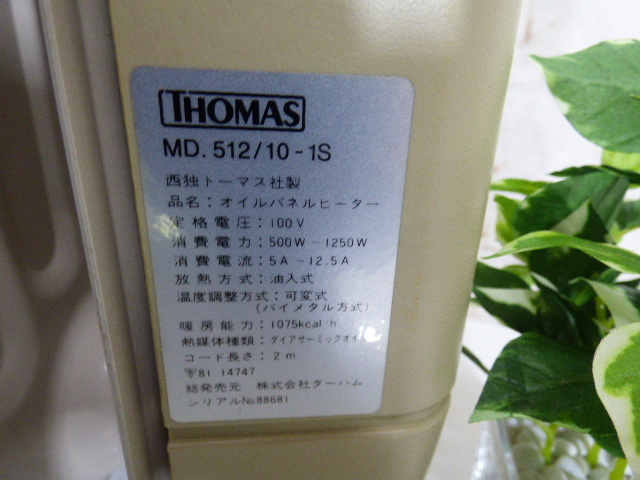 THOMAS
MD. 512/10-1S
西独トーマス社製
品名：オイルパネルヒーター
定格電圧：100V
消費電力：500W～1250W
消費電流：5A～12.5A
放熱方式：油入式
温度調整方式：可変式
(バイメタル方式)
暖房能力：1075kcal/h
熱媒体種類：ダイアサーミックオイル
コード長さ：2m
〒81-14747
総発売元 株式会社ターハム
シリアルNo.88681